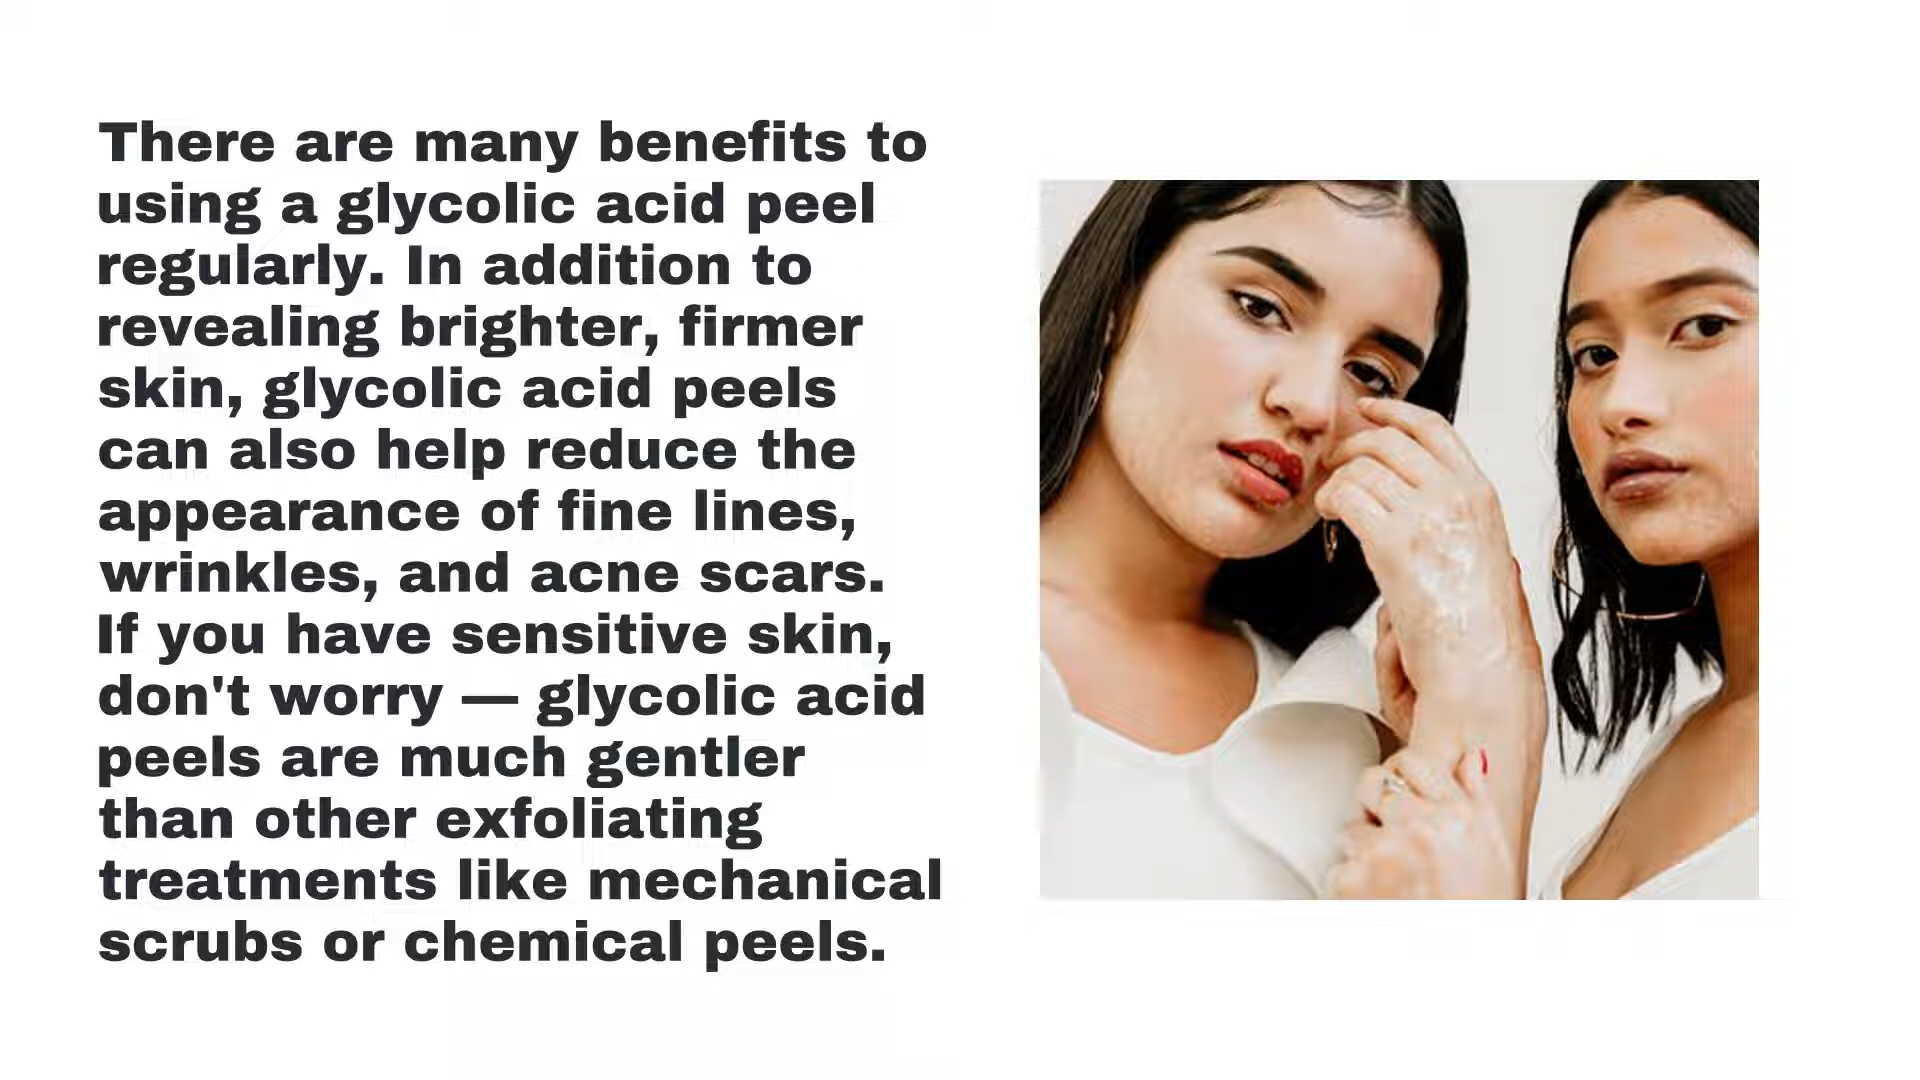 There are many benefits to
using a glycolic acid peel
regularly. In addition to
revealing brighter, firmer
skin, glycolic acid peels
can also help reduce the
appearance of fine lines,
wrinkles, and acne scars.
If you have sensitive skin,
don't worry — glycolic acid
peels are much gentler
than other exfoliating
treatments like mechanical
scrubs or chemical peels.